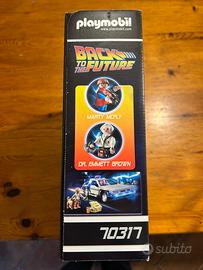 playmobil
BACK
TO THE
FUTURE
MARTY McFLY
DR. EMMETT BROWN
70317
subito